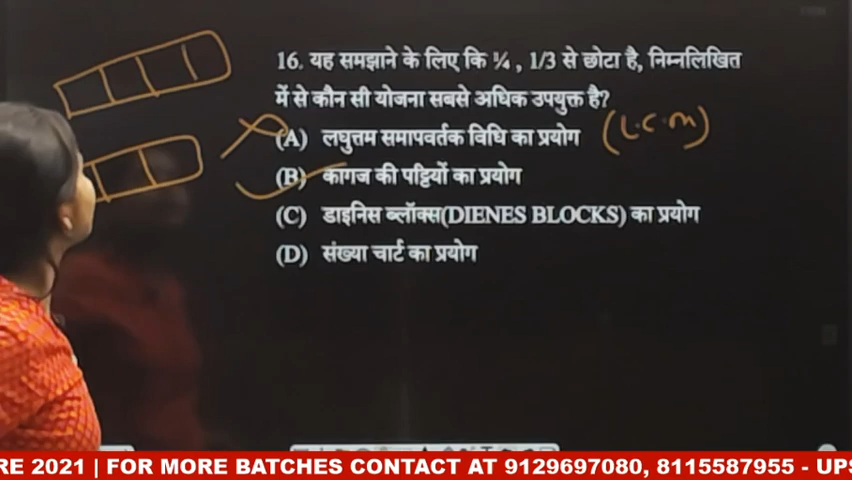 16. यह समझाने के लिए कि ¼ , 1/3 से छोटा है, निम्नलिखित
में से कौन सी योजना सबसे अधिक उपयुक्त है?
(A) लघुत्तम समापवर्तक विधि का प्रयोग (L.C.M)
(B) कागज की पट्टियों का प्रयोग
(C) डाइनिस ब्लॉक्स(DIENES BLOCKS) का प्रयोग
(D) संख्या चार्ट का प्रयोग
RE 2021 | FOR MORE BATCHES CONTACT AT 9129697080, 8115587955 - UPS